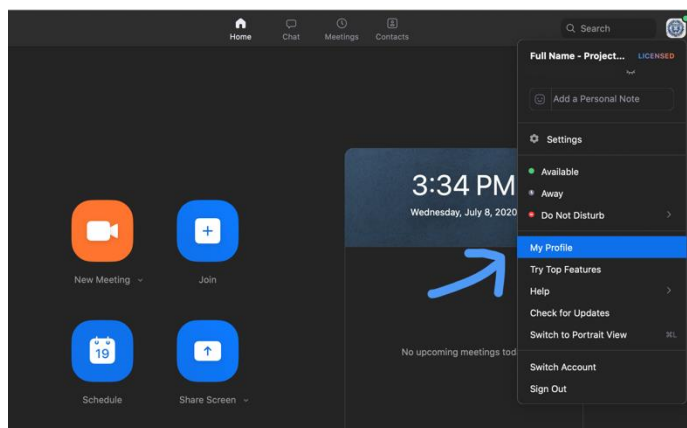 Home
Chat
Meetings
Contacts
Search
Full Name - Project... LICENSED
Add a Personal Note
Settings
Available
Away
Do Not Disturb
My Profile
Try Top Features
Help
Check for Updates
Switch to Portrait View ⌘L
Switch Account
Sign Out
3:34 PM
Wednesday, July 8, 2020
No upcoming meetings tod
New Meeting
Join
19
Schedule
Share Screen